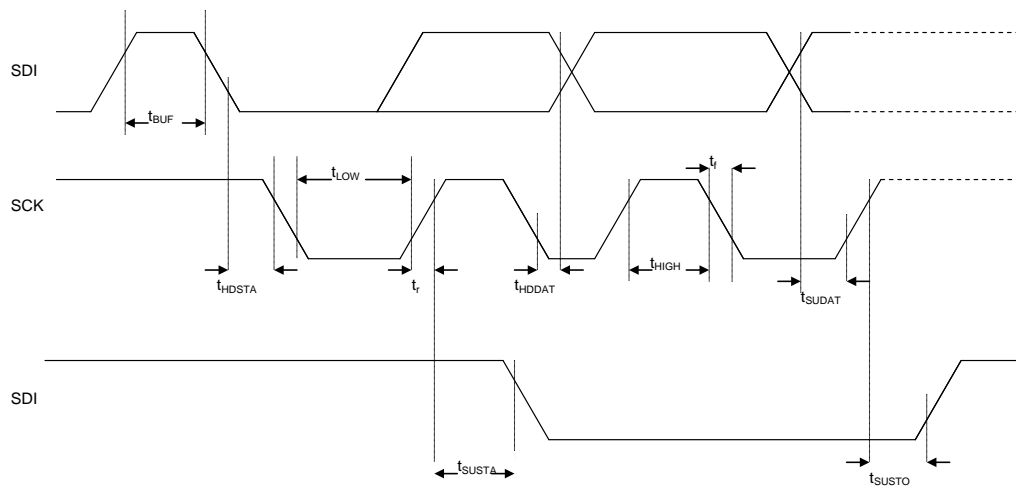 SDI
tBUF
tLOW
tf
SCK
tHDSTA
tr
tHDDAT
tHIGH
tSUDAT
SDI
tSUSTA
tSUSTO